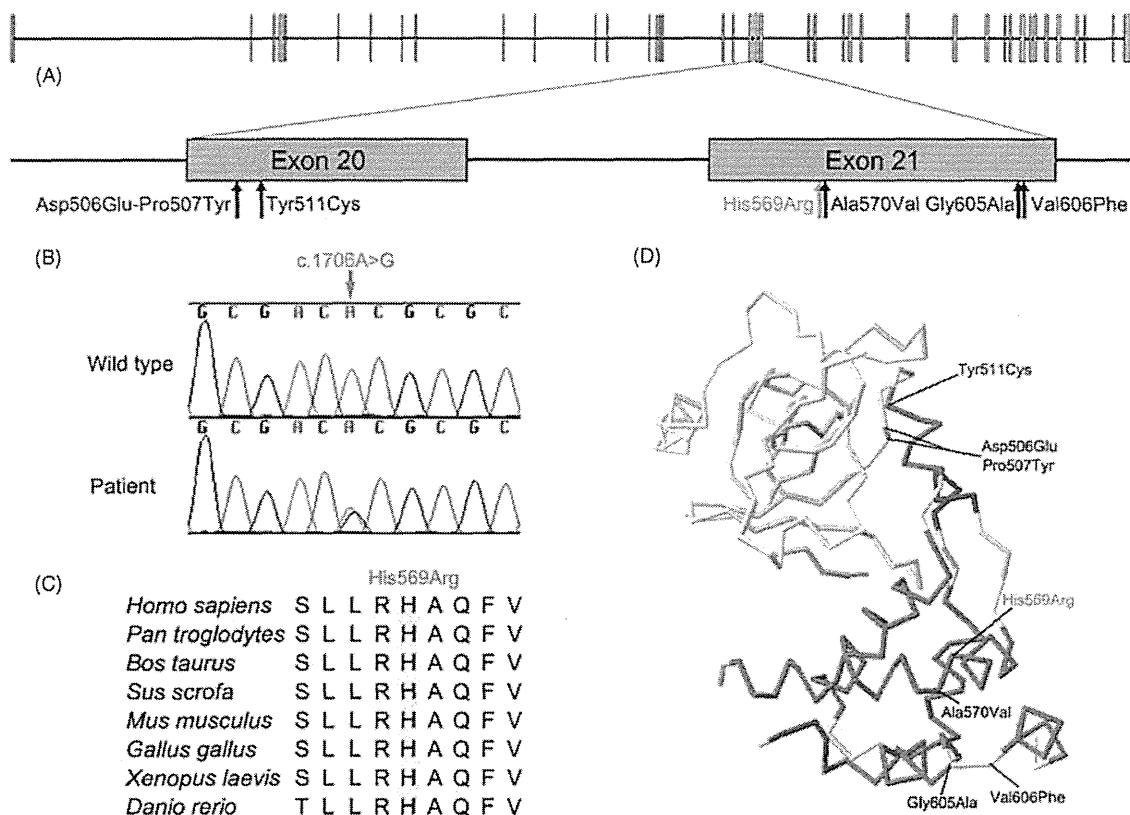 (A)
Exon 20
Exon 21
Asp506Glu-Pro507Tyr
Tyr511Cys
His569Arg
Ala570Val
Gly605Ala
Val606Phe
(B)
c.1706A>G
G C G A C A C G C G C
Wild type
G C G A C A C G C G C
Patient
(C)
His569Arg
Homo sapiens S L L R H A Q F V
Pan troglodytes S L L R H A Q F V
Bos taurus S L L R H A Q F V
Sus scrofa S L L R H A Q F V
Mus musculus S L L R H A Q F V
Gallus gallus S L L R H A Q F V
Xenopus laevis S L L R H A Q F V
Danio rerio T L L R H A Q F V
(D)
Tyr511Cys
Asp506Glu
Pro507Tyr
His569Arg
Ala570Val
Gly605Ala
Val606Phe